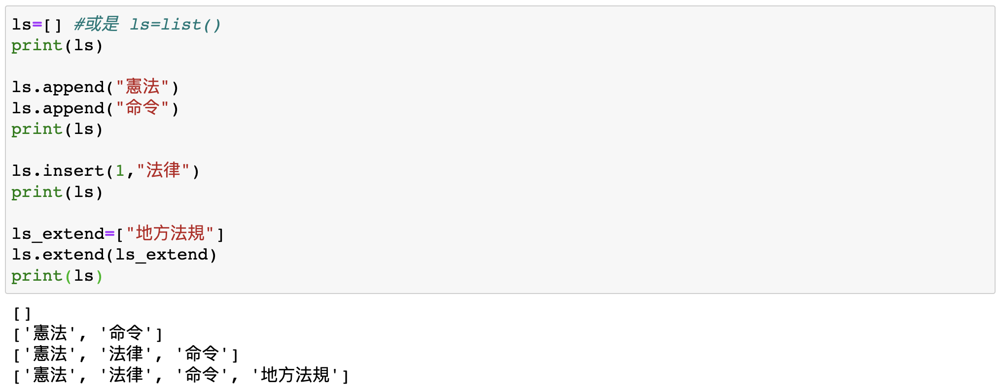 ls=[] #或是 ls=list()
print(ls)
ls.append("憲法")
ls.append("命令")
print(ls)
ls.insert(1,"法律")
print(ls)
ls_extend=["地方法規"]
ls.extend(ls_extend)
print(ls)
[]
['憲法', '命令']
['憲法', '法律', '命令']
['憲法', '法律', '命令', '地方法規']